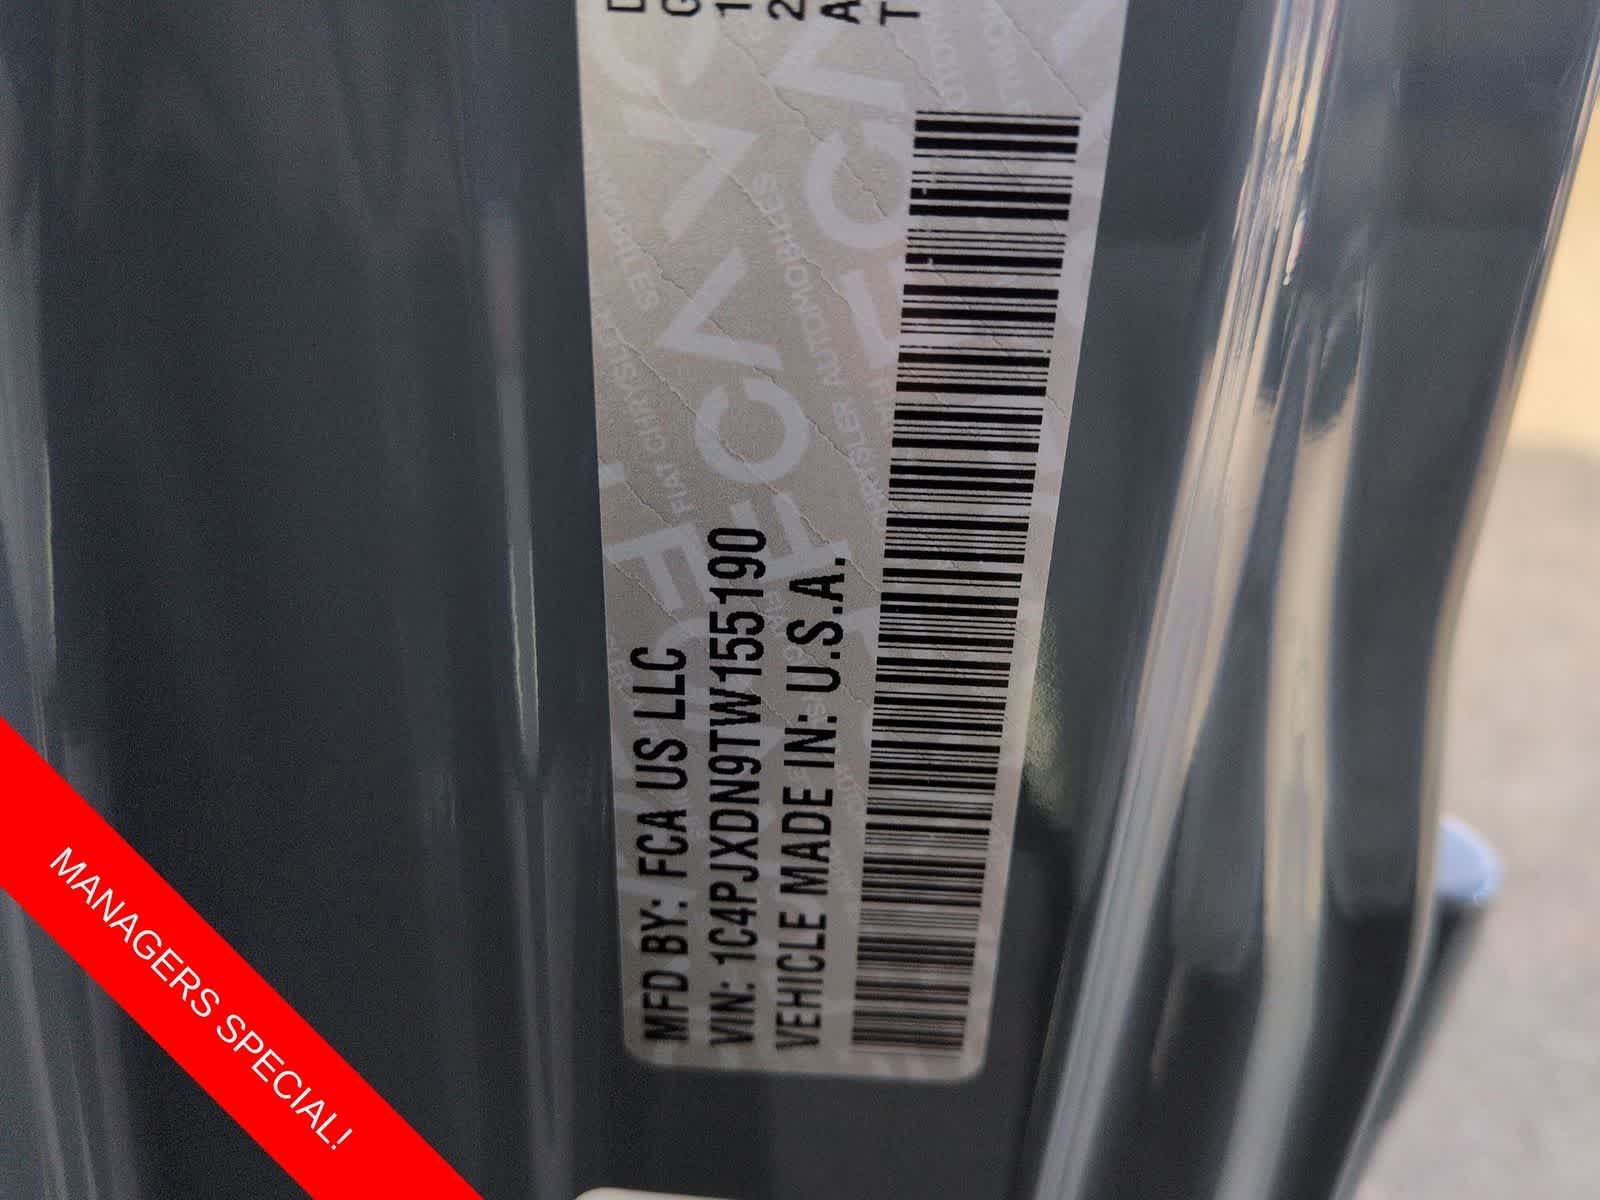 MFD BY: FCA US LLC
VIN: 1C4PJXDN9TW155190
VEHICLE MADE IN: U.S.A.
MANAGERS SPECIAL!